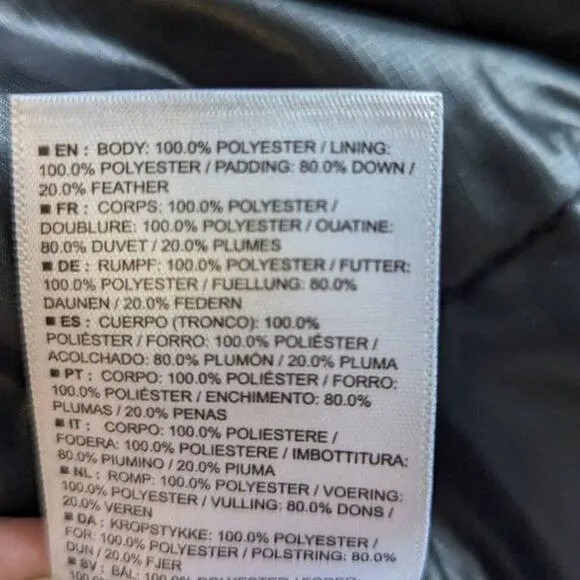 ■ EN : BODY: 100.0% POLYESTER / LINING:
100.0% POLYESTER / PADDING: 80.0% DOWN /
20.0% FEATHER
■ FR : CORPS: 100.0% POLYESTER /
DOUBLURE: 100.0% POLYESTER / OUATINE:
80.0% DUVET / 20.0% PLUMES
■ DE : RUMPF: 100.0% POLYESTER / FUTTER:
100.0% POLYESTER / FUELLUNG: 80.0%
DAUNEN / 20.0% FEDERN
■ ES : CUERPO (TRONCO): 100.0%
POLIÉSTER / FORRO: 100.0% POLIÉSTER /
ACOLCHADO: 80.0% PLUMÓN / 20.0% PLUMA
■ PT : CORPO: 100.0% POLIÉSTER / FORRO:
100.0% POLIÉSTER / ENCHIMENTO: 80.0%
PLUMAS / 20.0% PENAS
■ IT : CORPO: 100.0% POLIESTERE /
FODERA: 100.0% POLIESTERE / IMBOTTITURA:
80.0% PIUMINO / 20.0% PIUMA
■ NL : ROMP: 100.0% POLYESTER / VOERING:
100.0% POLYESTER / VULLING: 80.0% DONS /
20.0% VEREN
■ DA : KROPSTYKKE: 100.0% POLYESTER /
FOR: 100.0% POLYESTER / POLSTRING: 80.0%
DUN / 20.0% FJER
■ SV : BÅL: 100.0% POLYESTER / FODER: